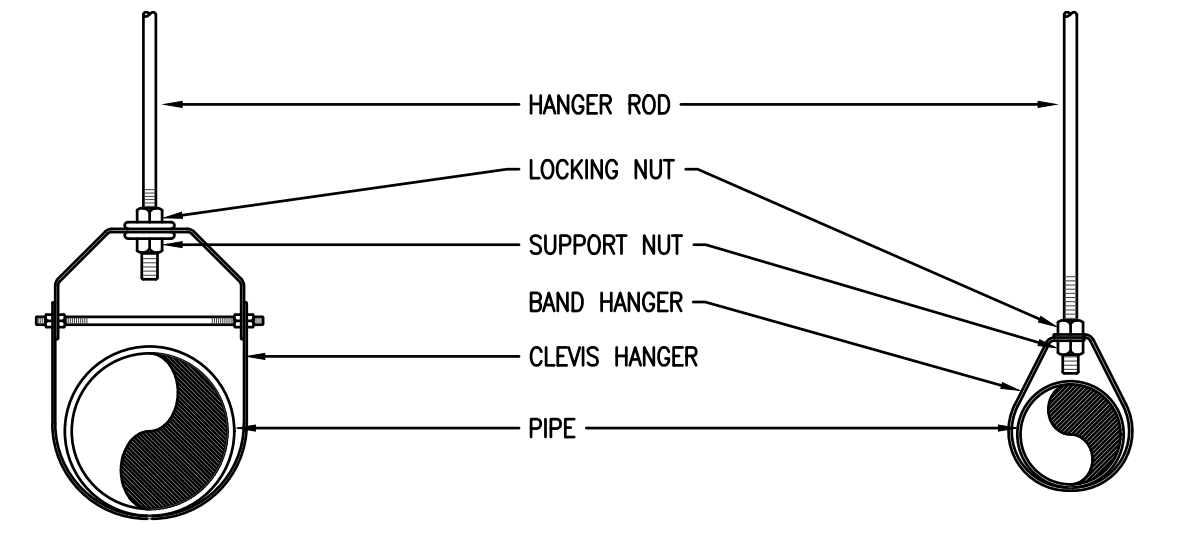 HANGER ROD
LOCKING NUT
SUPPORT NUT
BAND HANGER
CLEVIS HANGER
PIPE